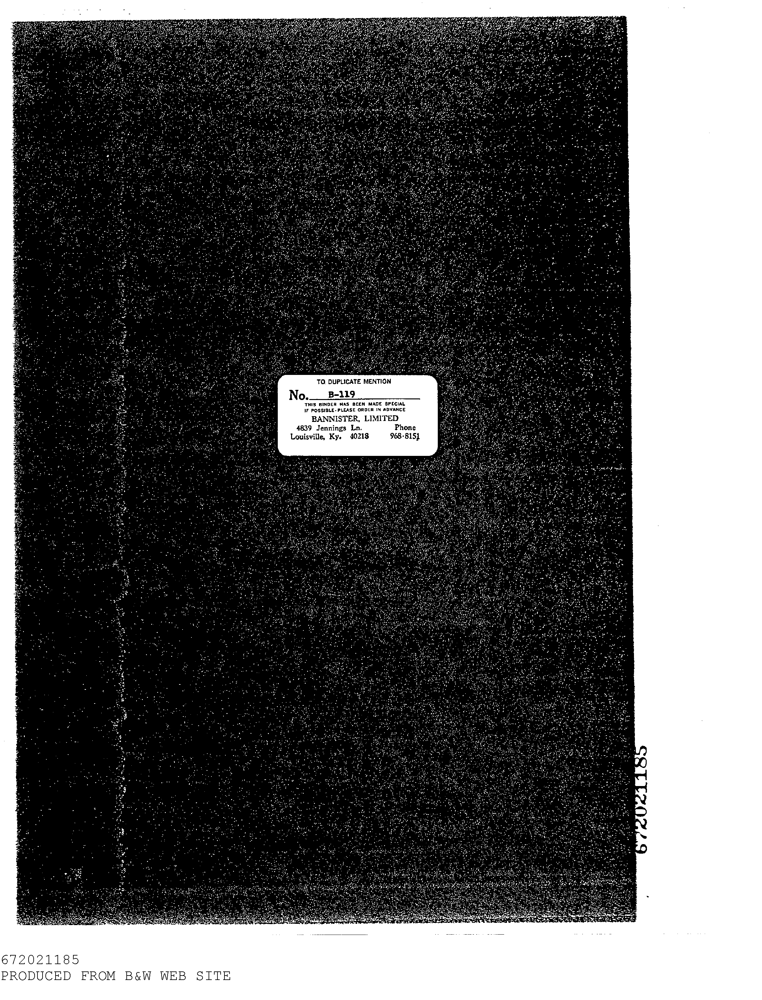 TO DUPLICATE MENTION
No. B-119
THIS BINDER HAS BEEN MADE SPECIAL
IF POSSIBLE-PLEASE ORDER IN ADVANCE
BANNISTER, LIMITED
4839 Jennings Ln. Phone
Louisville, Ky. 40218 968-8151
672021185
672021185
PRODUCED FROM B&W WEB SITE